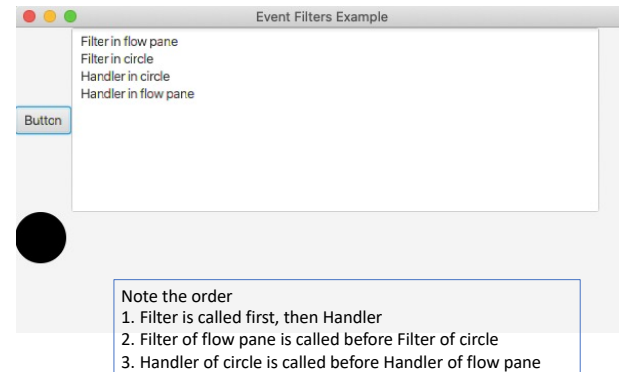 Event Filters Example
Filter in flow pane
Filter in circle
Handler in circle
Handler in flow pane
Button
Note the order
1. Filter is called first, then Handler
2. Filter of flow pane is called before Filter of circle
3. Handler of circle is called before Handler of flow pane